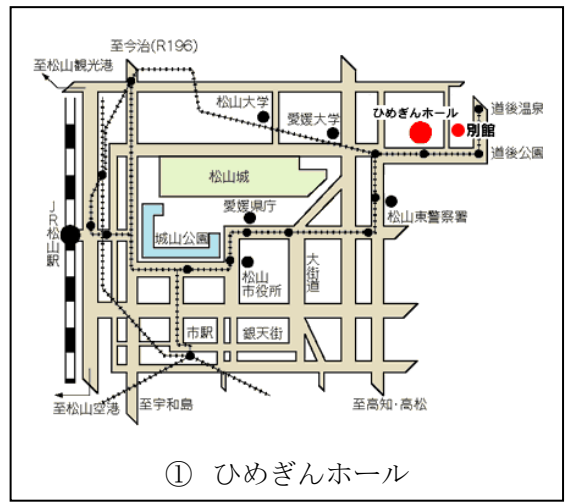 至今治(R196)
至松山観光港
松山大学
愛媛大学
ひめぎんホール
別館
道後温泉
道後公園
松山城
愛媛県庁
松山東警察署
JR松山駅
城山公園
松山
市役所
大街道
市駅
銀天街
至松山空港
至宇和島
至高知・高松
① ひめぎんホール